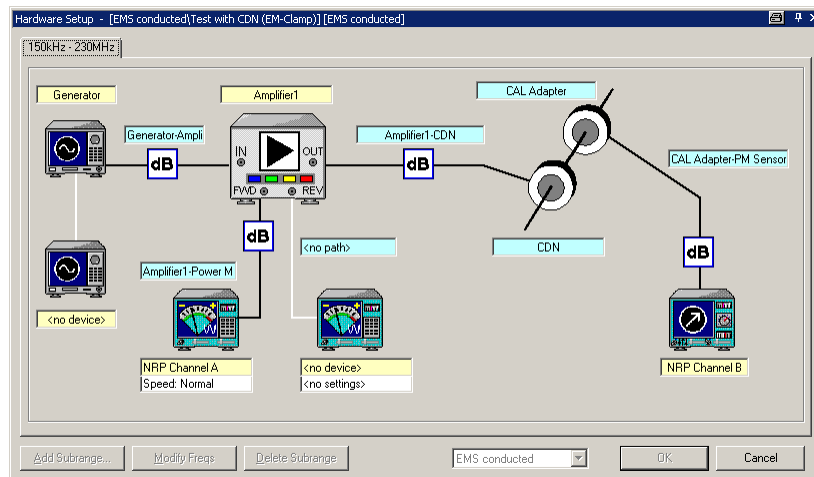 Hardware Setup - [EMS conducted\Test with CDN (EM-Clamp)] [EMS conducted]
150kHz - 230MHz
Generator
Amplifier1
CAL Adapter
Generator-Ampli
Amplifier1-CDN
CAL Adapter-PM Sensor
IN
OUT
dB
dB
FWD
REV
dB
<no path>
CDN
dB
Amplifier1-Power M
<no device>
NRP Channel A
Speed: Normal
<no device>
<no settings>
NRP Channel B
Add Subrange...
Modify Freqs
Delete Subrange
EMS conducted
OK
Cancel